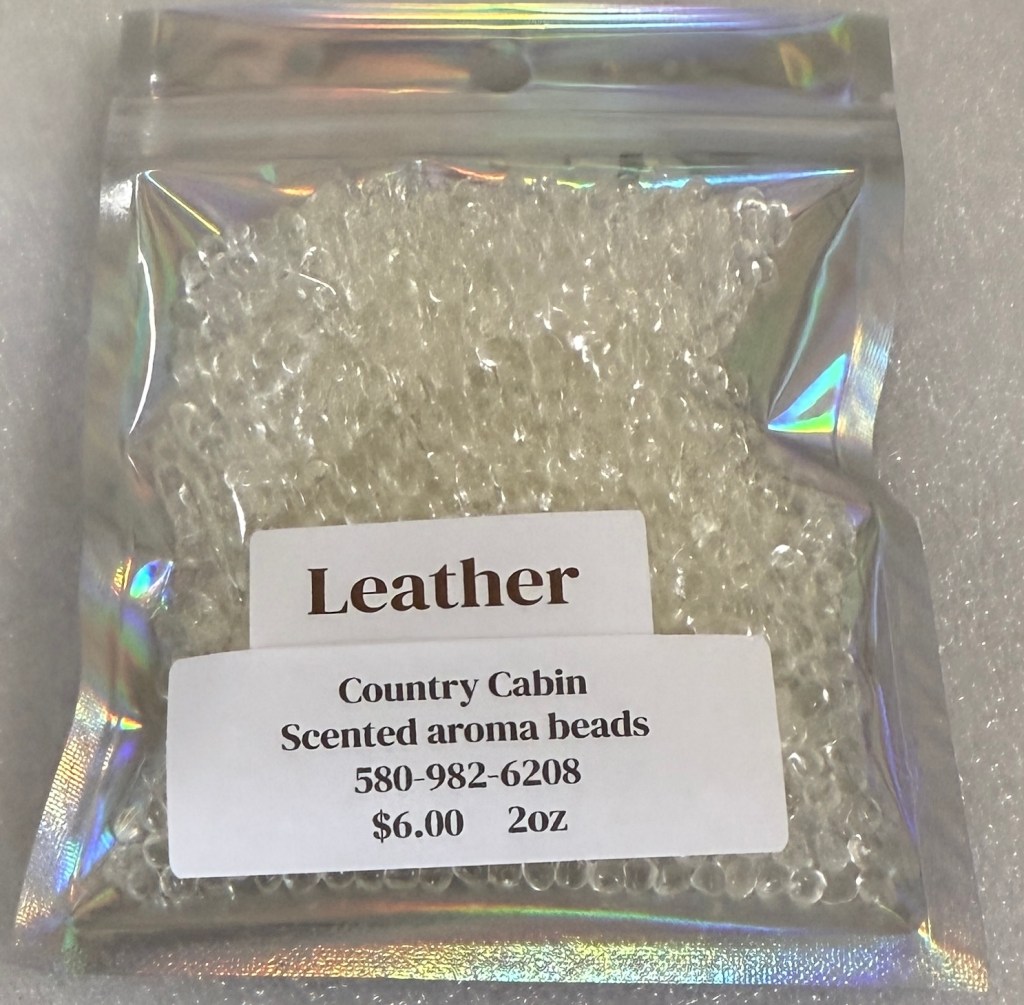 Leather
Country Cabin
Scented aroma beads
580-982-6208
$6.00 2oz